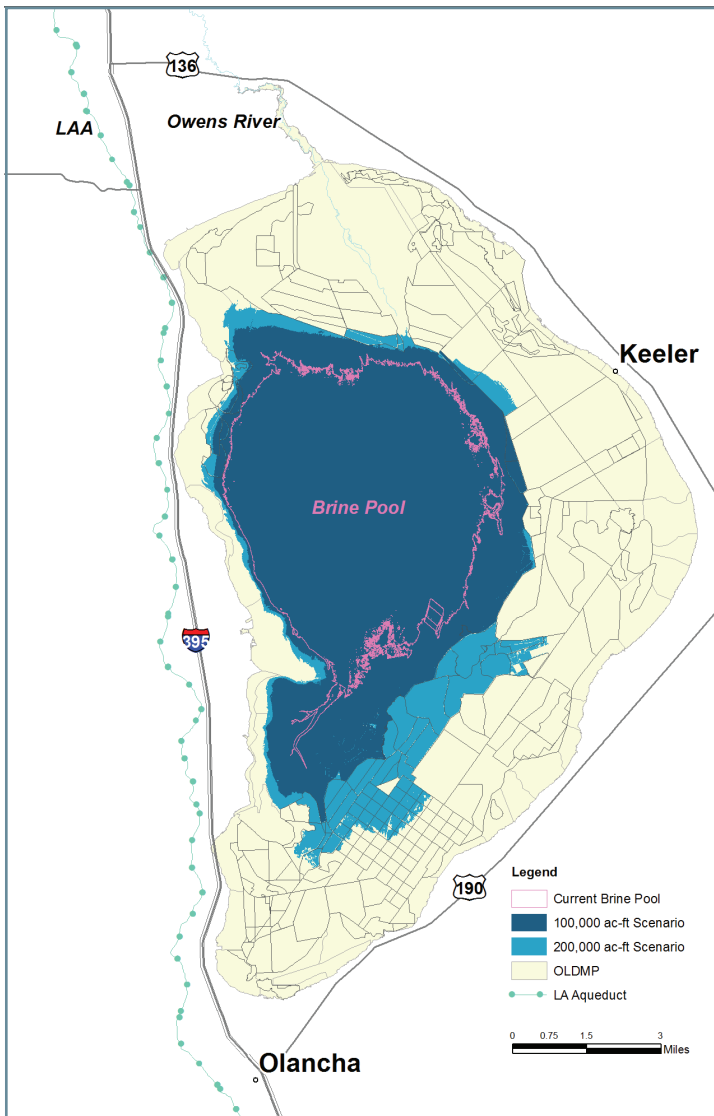 136
LAA
Owens River
Keeler
Brine Pool
395
190
Legend
Current Brine Pool
100,000 ac-ft Scenario
200,000 ac-ft Scenario
OLDMP
LA Aqueduct
0 0.75 1.5 3
Miles
Olancha